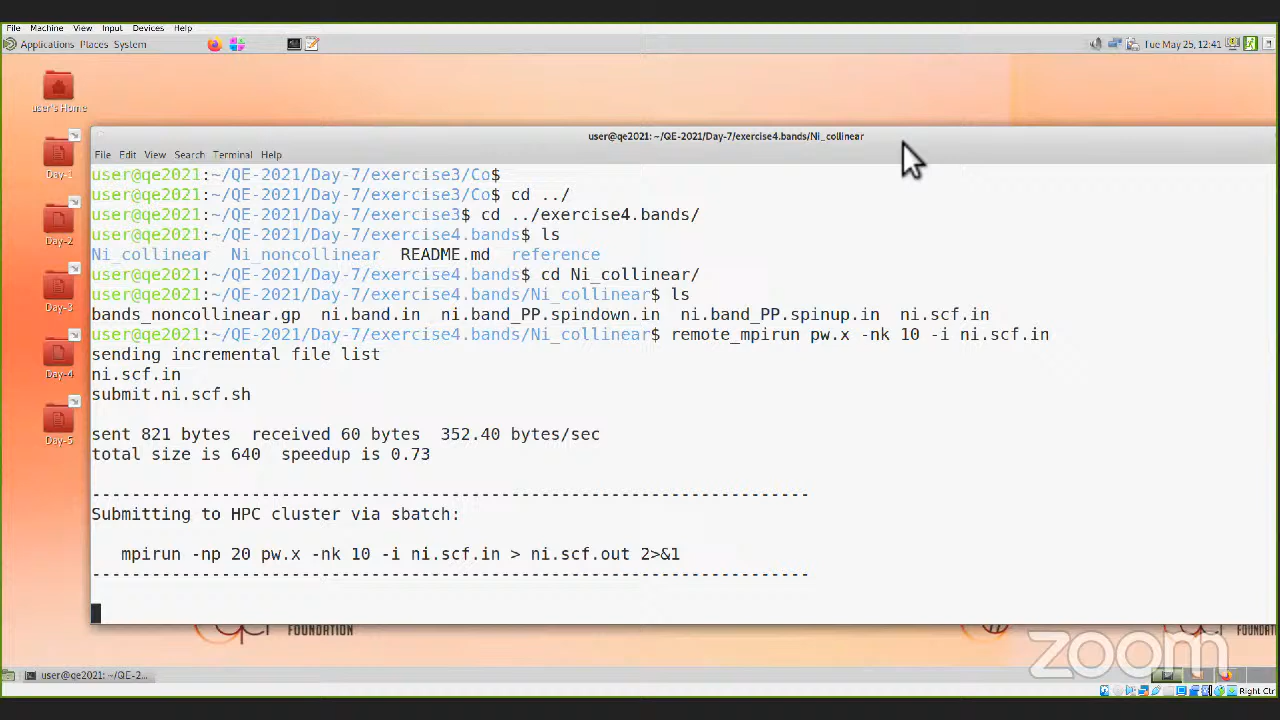 File Machine View Input Devices Help
Applications Places System
Tue May 25, 12:41
user's Home
Day-1
Day-2
Day-3
Day-4
Day-5
user@qe2021: ~/QE-2021/Day-7/exercise4.bands/Ni_collinear
File Edit View Search Terminal Help
user@qe2021:~/QE-2021/Day-7/exercise3/Co$
user@qe2021:~/QE-2021/Day-7/exercise3/Co$ cd ../
user@qe2021:~/QE-2021/Day-7/exercise3$ cd ../exercise4.bands/
user@qe2021:~/QE-2021/Day-7/exercise4.bands$ ls
Ni_collinear Ni_noncollinear README.md reference
user@qe2021:~/QE-2021/Day-7/exercise4.bands$ cd Ni_collinear/
user@qe2021:~/QE-2021/Day-7/exercise4.bands/Ni_collinear$ ls
bands_noncollinear.gp ni.band.in ni.band_PP.spindown.in ni.band_PP.spinup.in ni.scf.in
user@qe2021:~/QE-2021/Day-7/exercise4.bands/Ni_collinear$ remote_mpirun pw.x -nk 10 -i ni.scf.in
sending incremental file list
ni.scf.in
submit.ni.scf.sh
sent 821 bytes received 60 bytes 352.40 bytes/sec
total size is 640 speedup is 0.73
------------------------------------------------------------------------
Submitting to HPC cluster via sbatch:
mpirun -np 20 pw.x -nk 10 -i ni.scf.in > ni.scf.out 2>&1
------------------------------------------------------------------------
FOUNDATION
zoom
user@qe2021: ~/QE-2...
Right Ctrl